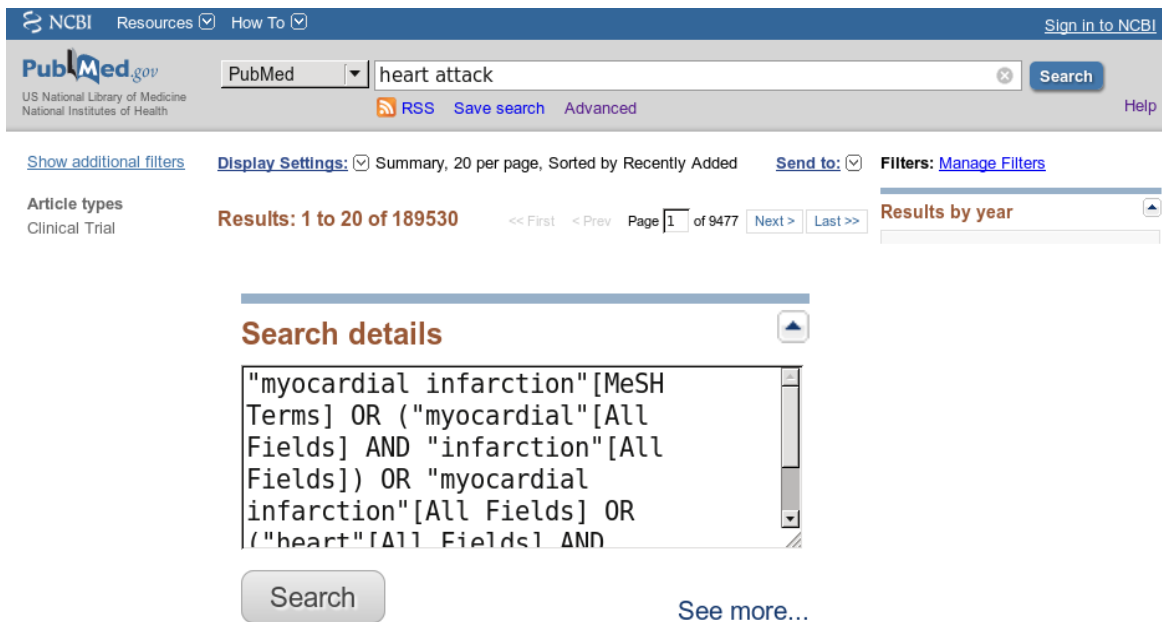 NCBI Resources How To Sign in to NCBI
PubMed.gov
US National Library of Medicine
National Institutes of Health
PubMed heart attack Search
RSS Save search Advanced
Help
Show additional filters
Display Settings: Summary, 20 per page, Sorted by Recently Added Send to: Filters: Manage Filters
Article types
Clinical Trial
Results: 1 to 20 of 189530 << First < Prev Page 1 of 9477 Next > Last >>
Results by year
Search details
"myocardial infarction"[MeSH
Terms] OR ("myocardial"[All
Fields] AND "infarction"[All
Fields]) OR "myocardial
infarction"[All Fields] OR
("heart"[All Fields] AND
Search
See more...